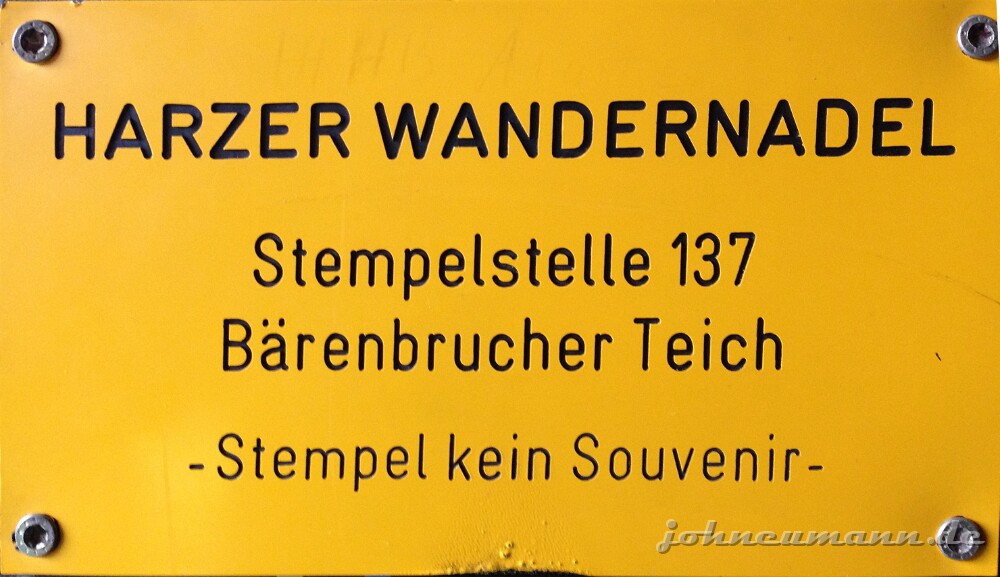 HARZER WANDERNADEL
Stempelstelle 137
Bärenbrucher Teich
-Stempel kein Souvenir-
johneumann.de